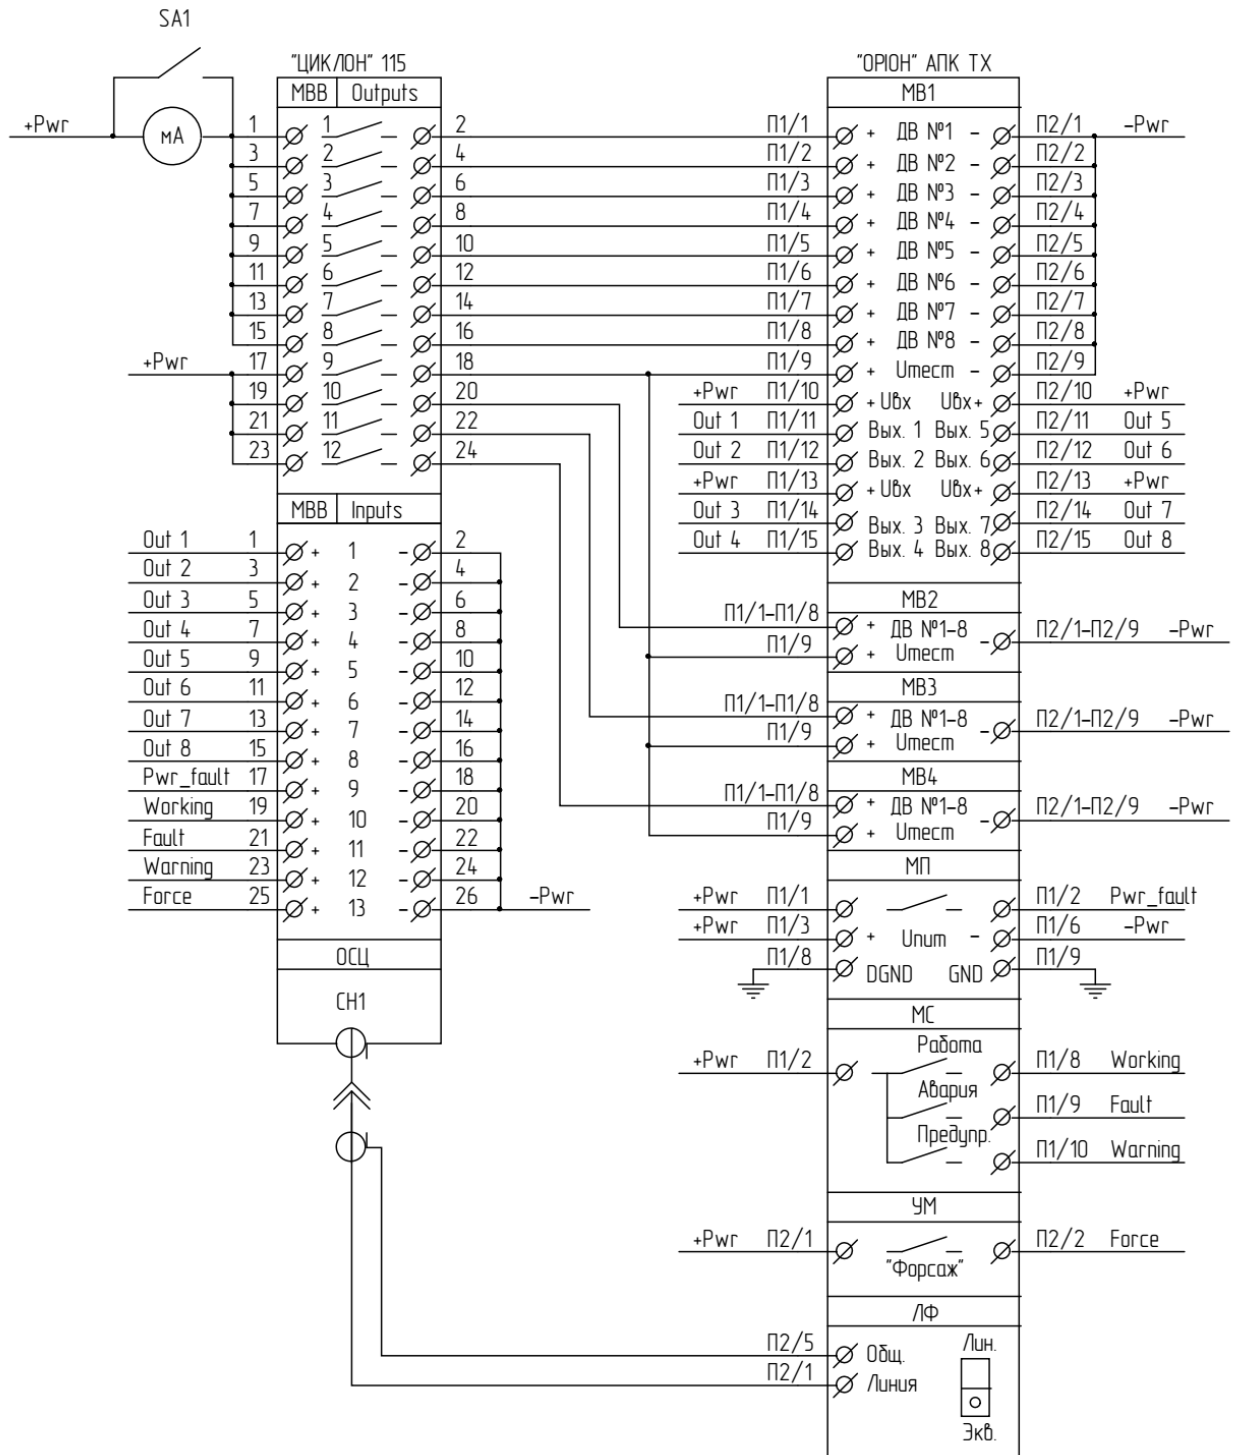 SA1
"ЦИКЛОН" 115
"ОРІОН" АПК ТХ
МВВ Outputs
МВ1
+Pwr мА 1 1 2 П1/1 + ДВ №1 - П2/1 -Pwr
3 2 4 П1/2 + ДВ №2 - П2/2
5 3 6 П1/3 + ДВ №3 - П2/3
7 4 8 П1/4 + ДВ №4 - П2/4
9 5 10 П1/5 + ДВ №5 - П2/5
11 6 12 П1/6 + ДВ №6 - П2/6
13 7 14 П1/7 + ДВ №7 - П2/7
15 8 16 П1/8 + ДВ №8 - П2/8
+Pwr 17 9 18 П1/9 + Uтест - П2/9
19 10 20 +Pwr П1/10 + Uвх Uвх+ П2/10 +Pwr
21 11 22 Out 1 П1/11 Вых. 1 Вых. 5 П2/11 Out 5
23 12 24 Out 2 П1/12 Вых. 2 Вых. 6 П2/12 Out 6
+Pwr П1/13 + Uвх Uвх+ П2/13 +Pwr
МВВ Inputs
Out 3 П1/14 Вых. 3 Вых. 7 П2/14 Out 7
Out 4 П1/15 Вых. 4 Вых. 8 П2/15 Out 8
Out 1 1 + 1 - 2
Out 2 3 + 2 - 4
Out 3 5 + 3 - 6
Out 4 7 + 4 - 8
Out 5 9 + 5 - 10
Out 6 11 + 6 - 12
Out 7 13 + 7 - 14
Out 8 15 + 8 - 16
Pwr_fault 17 + 9 - 18
Working 19 + 10 - 20
Fault 21 + 11 - 22
Warning 23 + 12 - 24
Force 25 + 13 - 26 -Pwr
МВ2
П1/1-П1/8 + ДВ №1-8 - П2/1-П2/9 -Pwr
П1/9 + Uтест
МВ3
П1/1-П1/8 + ДВ №1-8 - П2/1-П2/9 -Pwr
П1/9 + Uтест
МВ4
П1/1-П1/8 + ДВ №1-8 - П2/1-П2/9 -Pwr
П1/9 + Uтест
МП
+Pwr П1/1 П1/2 Pwr_fault
+Pwr П1/3 + Uпит - П1/6 -Pwr
П1/8 DGND GND П1/9
ОСЦ
CH1
МС
+Pwr П1/2 Работа П1/8 Working
Авария П1/9 Fault
Предупр. П1/10 Warning
УМ
+Pwr П2/1 "Форсаж" П2/2 Force
ЛФ
П2/5 Общ. Лин.
П2/1 Линия
Экв.